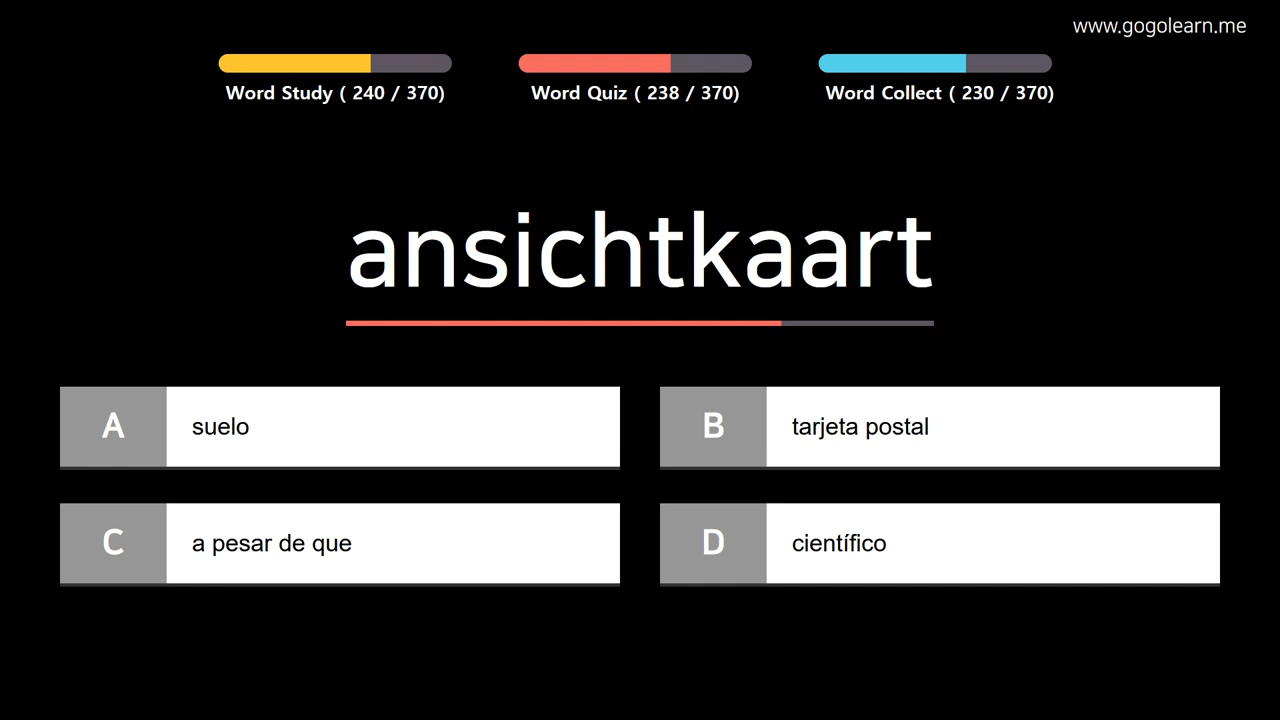 www.gogolearn.me
Word Study ( 240 / 370)
Word Quiz ( 238 / 370)
Word Collect ( 230 / 370)
ansichtkaart
A suelo
B tarjeta postal
C a pesar de que
D científico